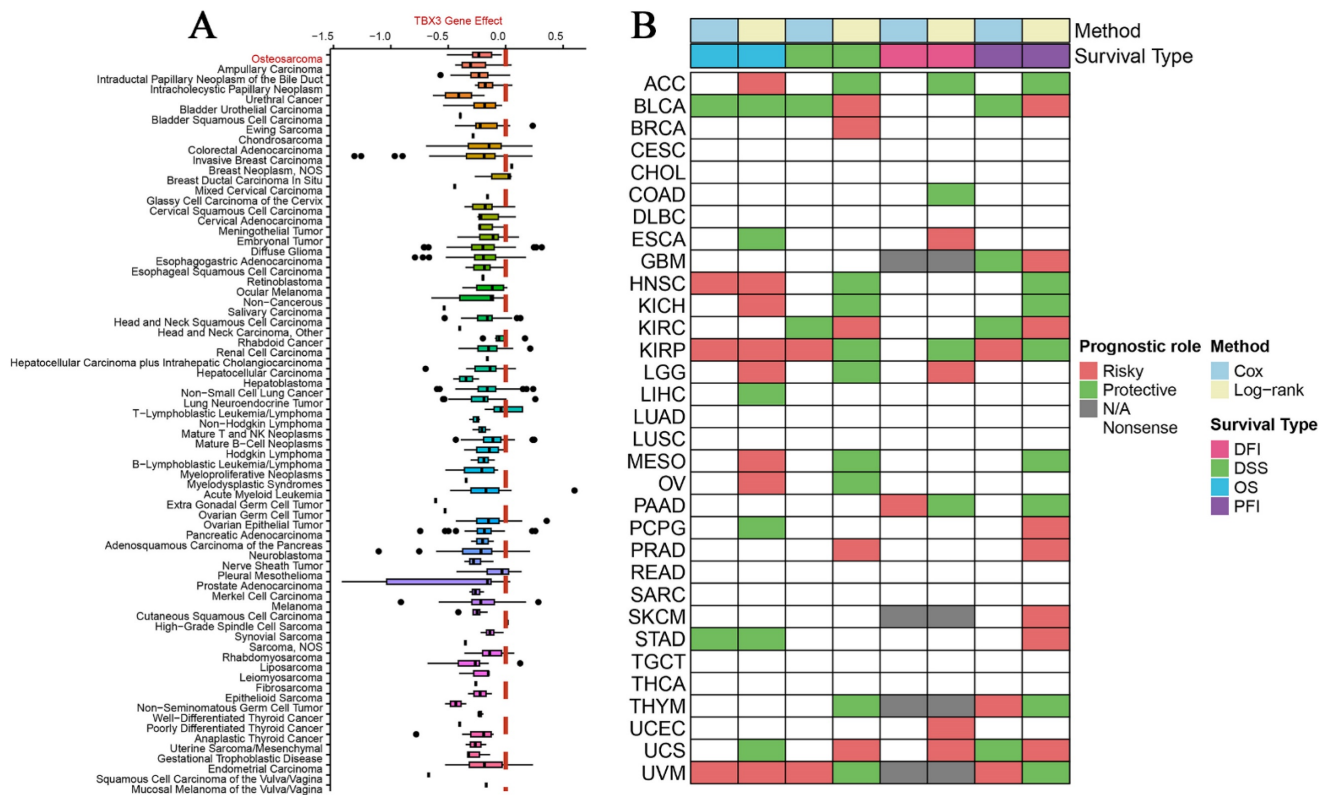 A
TBX3 Gene Effect
−1.5 −1.0 −0.5 0.0 0.5
Osteosarcoma
Ampullary Carcinoma
Intraductal Papillary Neoplasm of the Bile Duct
Intracholecystic Papillary Neoplasm
Urethral Cancer
Bladder Urothelial Carcinoma
Bladder Squamous Cell Carcinoma
Ewing Sarcoma
Chondrosarcoma
Colorectal Adenocarcinoma
Invasive Breast Carcinoma
Breast Neoplasm, NOS
Breast Ductal Carcinoma In Situ
Mixed Cervical Carcinoma
Glassy Cell Carcinoma of the Cervix
Cervical Squamous Cell Carcinoma
Cervical Adenocarcinoma
Meningothelial Tumor
Embryonal Tumor
Diffuse Glioma
Esophagogastric Adenocarcinoma
Esophageal Squamous Cell Carcinoma
Retinoblastoma
Ocular Melanoma
Non−Cancerous
Salivary Carcinoma
Head and Neck Squamous Cell Carcinoma
Head and Neck Carcinoma, Other
Rhabdoid Cancer
Renal Cell Carcinoma
Hepatocellular Carcinoma plus Intrahepatic Cholangiocarcinoma
Hepatocellular Carcinoma
Hepatoblastoma
Non−Small Cell Lung Cancer
Lung Neuroendocrine Tumor
T−Lymphoblastic Leukemia/Lymphoma
Non−Hodgkin Lymphoma
Mature T and NK Neoplasms
Mature B−Cell Neoplasms
Hodgkin Lymphoma
B−Lymphoblastic Leukemia/Lymphoma
Myeloproliferative Neoplasms
Myelodysplastic Syndromes
Acute Myeloid Leukemia
Extra Gonadal Germ Cell Tumor
Ovarian Germ Cell Tumor
Ovarian Epithelial Tumor
Pancreatic Adenocarcinoma
Adenosquamous Carcinoma of the Pancreas
Neuroblastoma
Nerve Sheath Tumor
Pleural Mesothelioma
Prostate Adenocarcinoma
Merkel Cell Carcinoma
Melanoma
Cutaneous Squamous Cell Carcinoma
High−Grade Spindle Cell Sarcoma
Synovial Sarcoma
Sarcoma, NOS
Rhabdomyosarcoma
Liposarcoma
Leiomyosarcoma
Fibrosarcoma
Epithelioid Sarcoma
Non−Seminomatous Germ Cell Tumor
Well−Differentiated Thyroid Cancer
Poorly Differentiated Thyroid Cancer
Anaplastic Thyroid Cancer
Uterine Sarcoma/Mesenchymal
Gestational Trophoblastic Disease
Endometrial Carcinoma
Squamous Cell Carcinoma of the Vulva/Vagina
Mucosal Melanoma of the Vulva/Vagina
B
Method
Survival Type
ACC
BLCA
BRCA
CESC
CHOL
COAD
DLBC
ESCA
GBM
HNSC
KICH
KIRC
KIRP
LGG
LIHC
LUAD
LUSC
MESO
OV
PAAD
PCPG
PRAD
READ
SARC
SKCM
STAD
TGCT
THCA
THYM
UCEC
UCS
UVM
Prognostic role
Risky
Protective
N/A
Nonsense
Method
Cox
Log−rank
Survival Type
DFI
DSS
OS
PFI